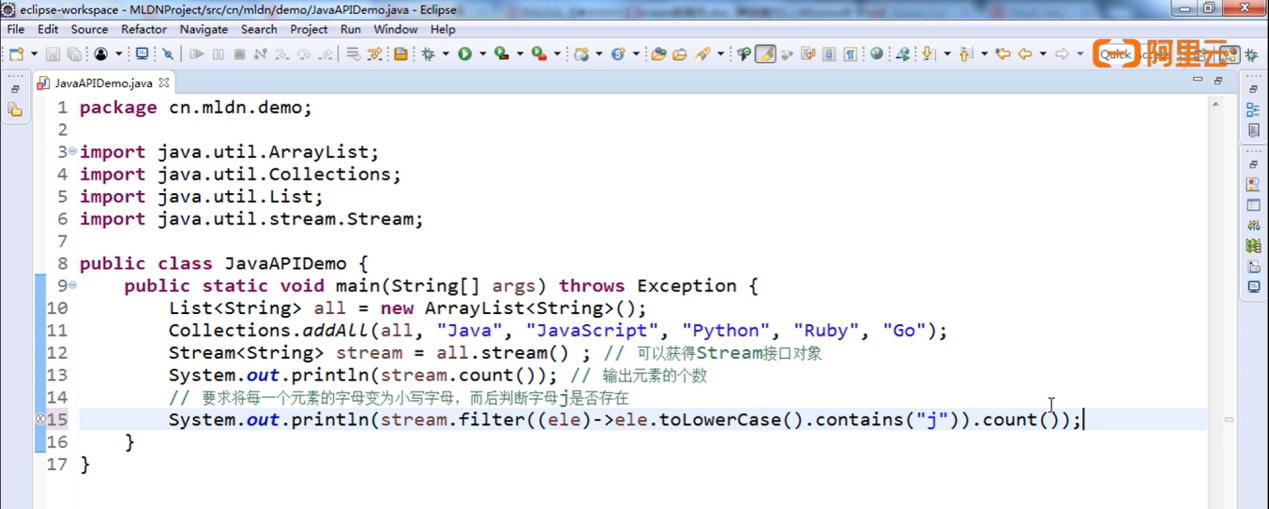 eclipse-workspace - MLDNProject/src/cn/mldn/demo/JavaAPIDemo.java - Eclipse
File Edit Source Refactor Navigate Search Project Run Window Help
Quick
阿里云
JavaAPIDemo.java
1 package cn.mldn.demo;
2
3 import java.util.ArrayList;
4 import java.util.Collections;
5 import java.util.List;
6 import java.util.stream.Stream;
7
8 public class JavaAPIDemo {
9 public static void main(String[] args) throws Exception {
10 List<String> all = new ArrayList<String>();
11 Collections.addAll(all, "Java", "JavaScript", "Python", "Ruby", "Go");
12 Stream<String> stream = all.stream() ; // 可以获得Stream接口对象
13 System.out.println(stream.count()); // 输出元素的个数
14 // 要求将每一个元素的字母变为小写字母，而后判断字母j是否存在
15 System.out.println(stream.filter((ele)->ele.toLowerCase().contains("j")).count());
16 }
17 }